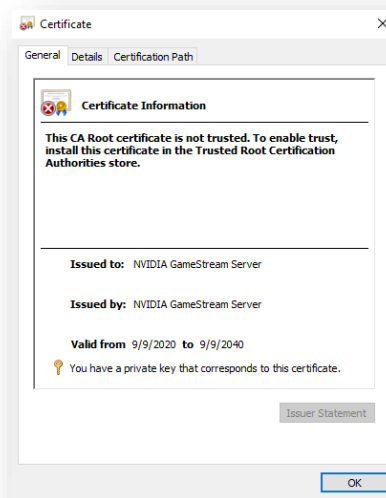 Certificate
General Details Certification Path
Certificate Information
This CA Root certificate is not trusted. To enable trust,
install this certificate in the Trusted Root Certification
Authorities store.
Issued to: NVIDIA GameStream Server
Issued by: NVIDIA GameStream Server
Valid from 9/9/2020 to 9/9/2040
You have a private key that corresponds to this certificate.
Issuer Statement
OK